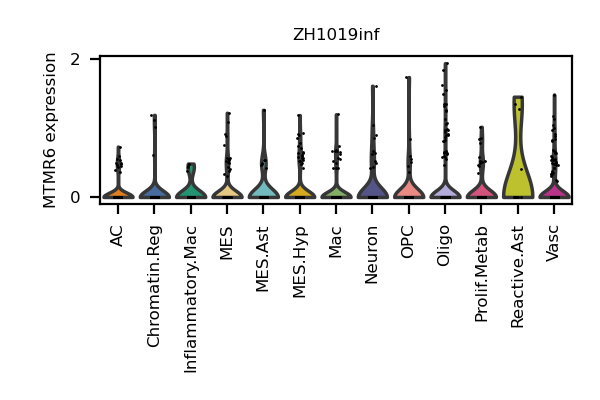 ZH1019inf
MTMR6 expression
2
0
AC
Chromatin.Reg
Inflammatory.Mac
MES
MES.Ast
MES.Hyp
Mac
Neuron
OPC
Oligo
Prolif.Metab
Reactive.Ast
Vasc